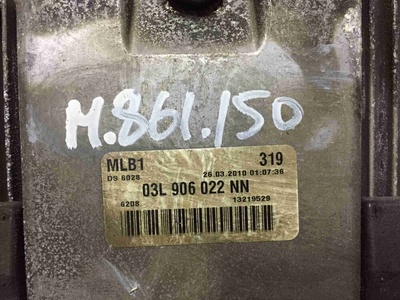 M.861.150
MLB1 319
DS 6028 26.03.2010 01:07:36
03L 906 022 NN
6208 13219529